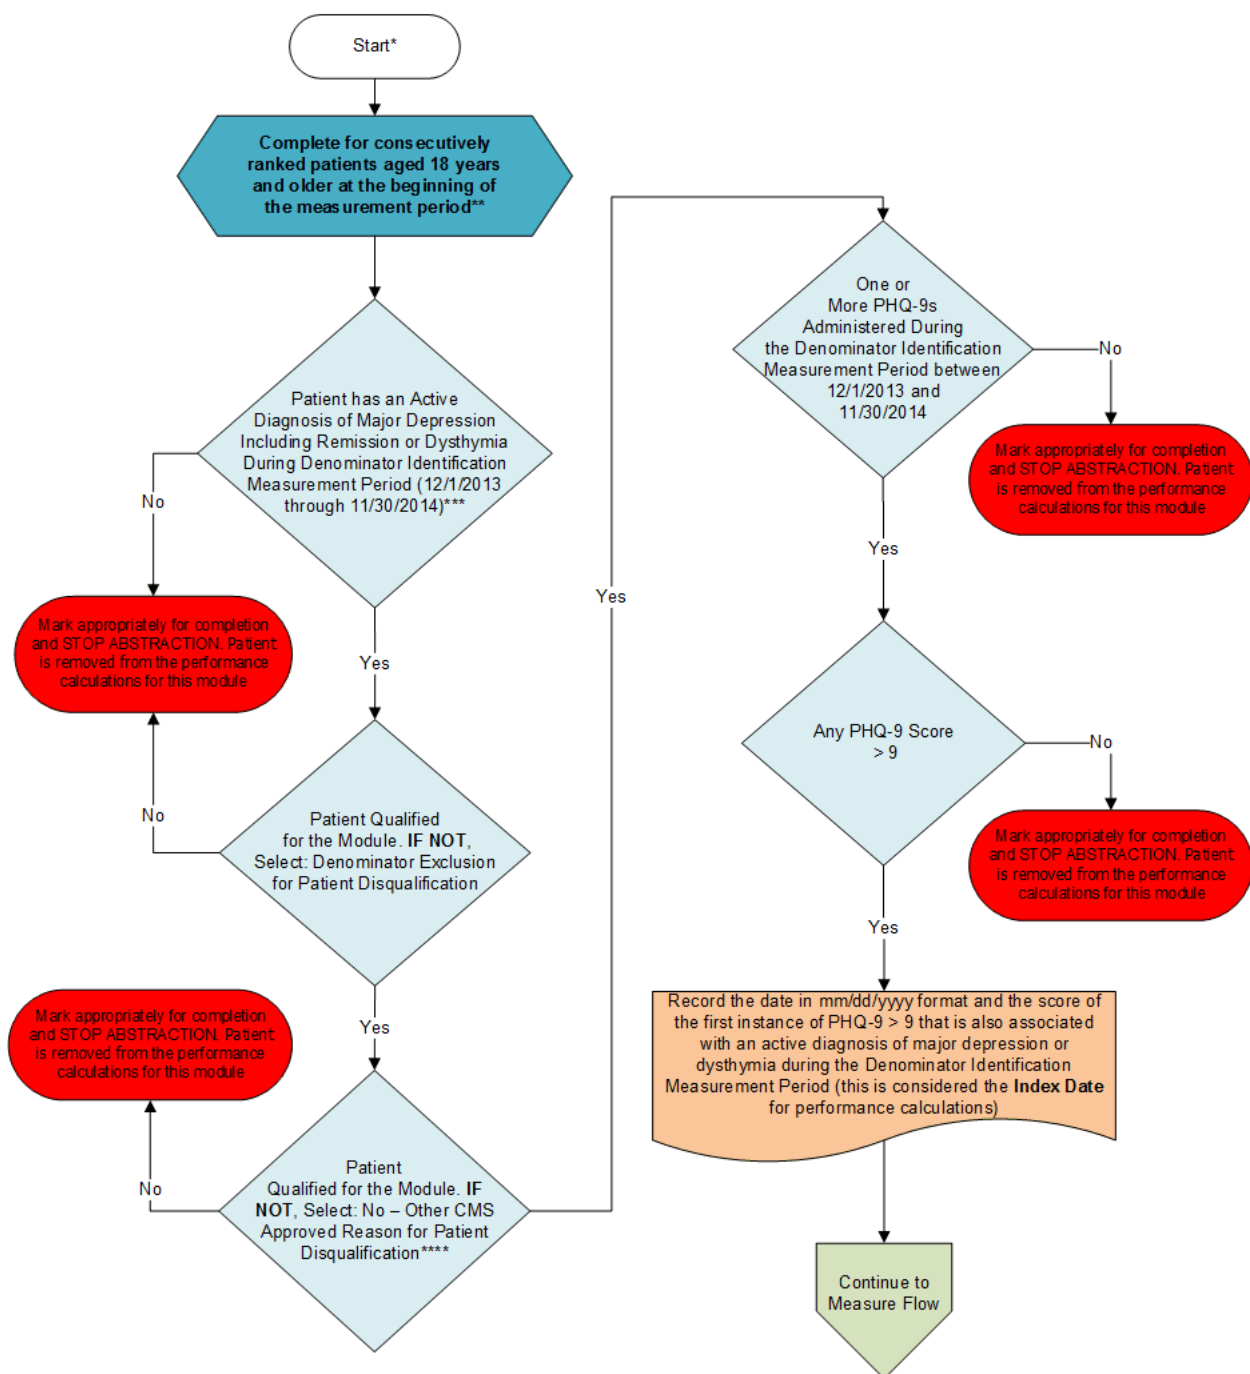 Start*
Complete for consecutively
ranked patients aged 18 years
and older at the beginning of
the measurement period**
Patient has an Active
Diagnosis of Major Depression
Including Remission or Dysthymia
During Denominator Identification
Measurement Period (12/1/2013
through 11/30/2014)***
No
Mark appropriately for completion
and STOP ABSTRACTION. Patient
is removed from the performance
calculations for this module
Yes
No
Patient Qualified
for the Module. IF NOT,
Select: Denominator Exclusion
for Patient Disqualification
Mark appropriately for completion
and STOP ABSTRACTION. Patient
is removed from the performance
calculations for this module
Yes
No
Patient
Qualified for the Module. IF
NOT, Select: No – Other CMS
Approved Reason for Patient
Disqualification****
Yes
One or
More PHQ-9s
Administered During
the Denominator Identification
Measurement Period between
12/1/2013 and
11/30/2014
No
Mark appropriately for completion
and STOP ABSTRACTION. Patient
is removed from the performance
calculations for this module
Yes
Any PHQ-9 Score
> 9
No
Mark appropriately for completion
and STOP ABSTRACTION. Patient
is removed from the performance
calculations for this module
Yes
Record the date in mm/dd/yyyy format and the score of
the first instance of PHQ-9 > 9 that is also associated
with an active diagnosis of major depression or
dysthymia during the Denominator Identification
Measurement Period (this is considered the Index Date
for performance calculations)
Continue to
Measure Flow